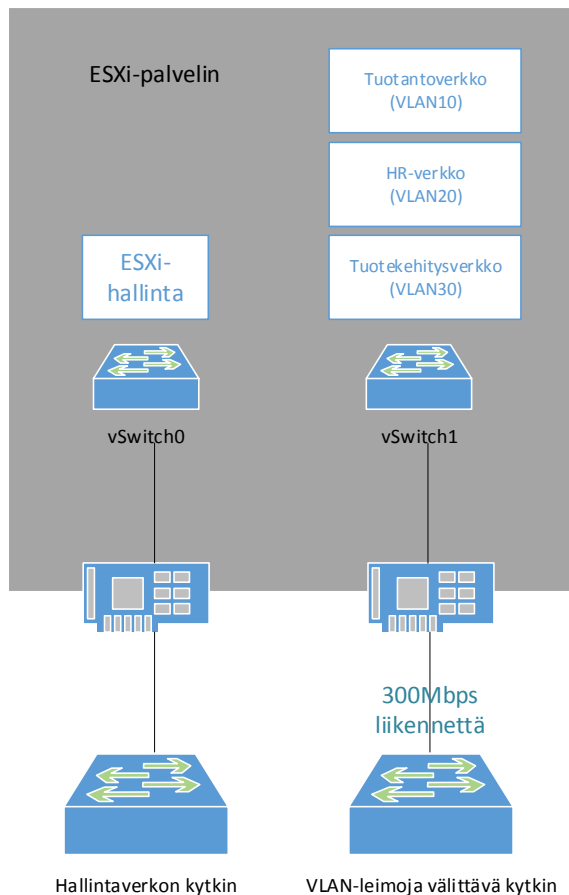 ESXi-palvelin
Tuotantoverkko
(VLAN10)
HR-verkko
(VLAN20)
ESXi-
hallinta
Tuotekehitysverkko
(VLAN30)
vSwitch0
vSwitch1
300Mbps
liikennettä
Hallintaverkon kytkin
VLAN-leimoja välittävä kytkin